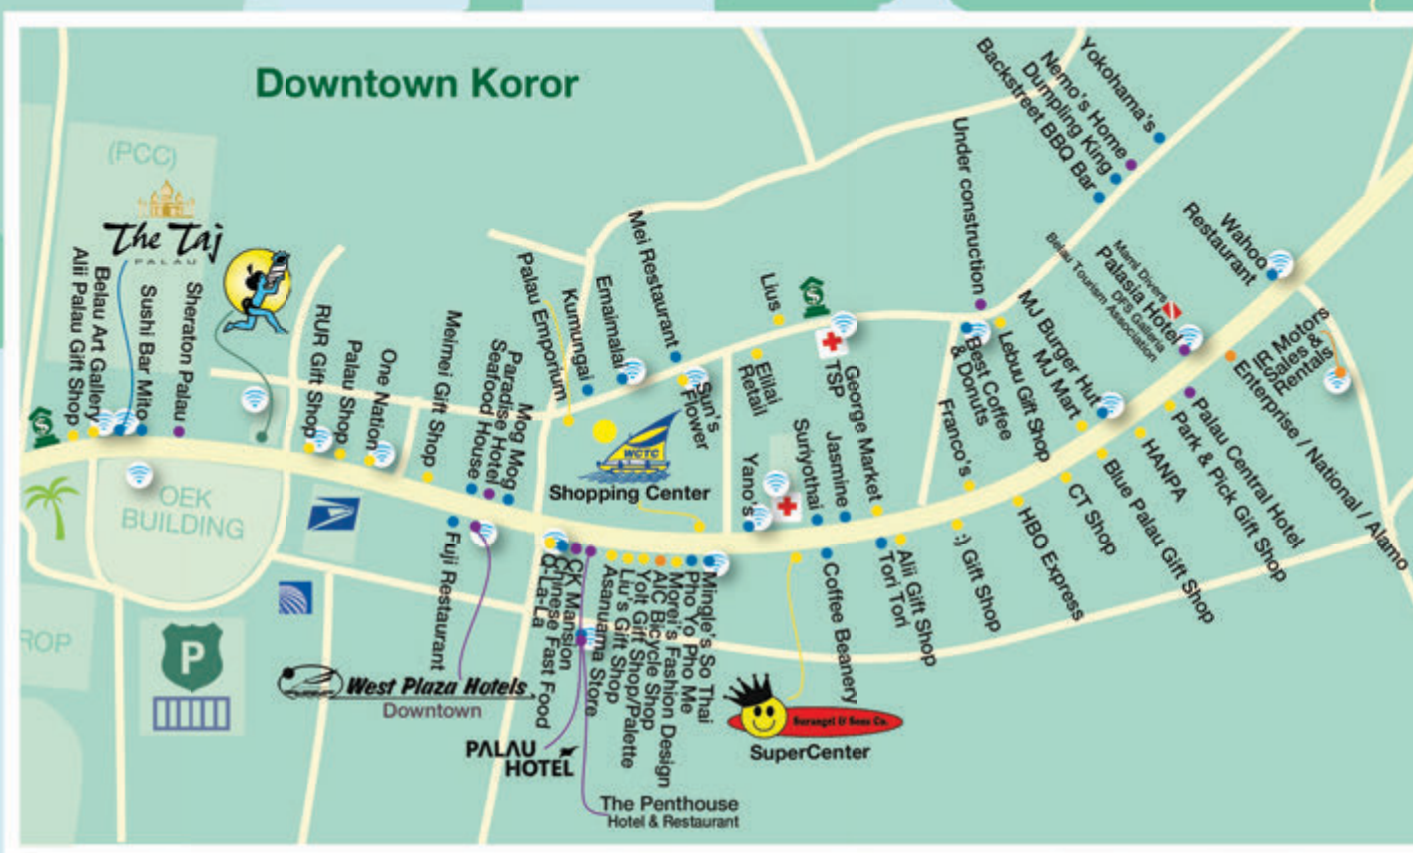 Downtown Koror
(PCC)
The Taj
PALAU
Alii Palau Gift Shop
Belau Art Gallery
Sushi Bar Mito
Sheraton Palau
RUR Gift Shop
Palau Shop
One Nation
Meimei Gift Shop
Seafood House
Paradise Hotel
Mog Mog
Palau Emporium
Kumungai
Emaimalai
Mei Restaurant
Sun's
Flower
Lius
Elilai
Retail
TSP
George Market
Jasmine
Suriyothai
Yano's
WCTC
Shopping Center
Under construction
Best Coffee
& Donuts
Lebuu Gift Shop
Franco's
MJ Burger Hut
MJ Mart
Backstreet BBQ Bar
Dumpling King
Nemo's Home
Yokohama's
Belau Tourism Association
DFS Galleria
Palasia Hotel
Maml Divers
Wahoo
Restaurant
IR Motors
Sales &
Rentals
Enterprise / National / Alamo
Palau Central Hotel
Park & Pick Gift Shop
HANPA
Blue Palau Gift Shop
CT Shop
HBO Express
:) Gift Shop
Alii Gift Shop
Tori Tori
Coffee Beanery
Surangel & Sons Co.
SuperCenter
Mingle's So Thai
Pho Yo Pho Me
Morei's Fashion Design
AIC Bicycle Shop
Yolt Gift Shop/Palette
Liu's Gift Shop
Asanuma Store
CK Mansion
Chinese Fast Food
O-La-La
Fuji Restaurant
OEK
BUILDING
ROP
P
West Plaza Hotels
Downtown
PALAU
HOTEL
The Penthouse
Hotel & Restaurant